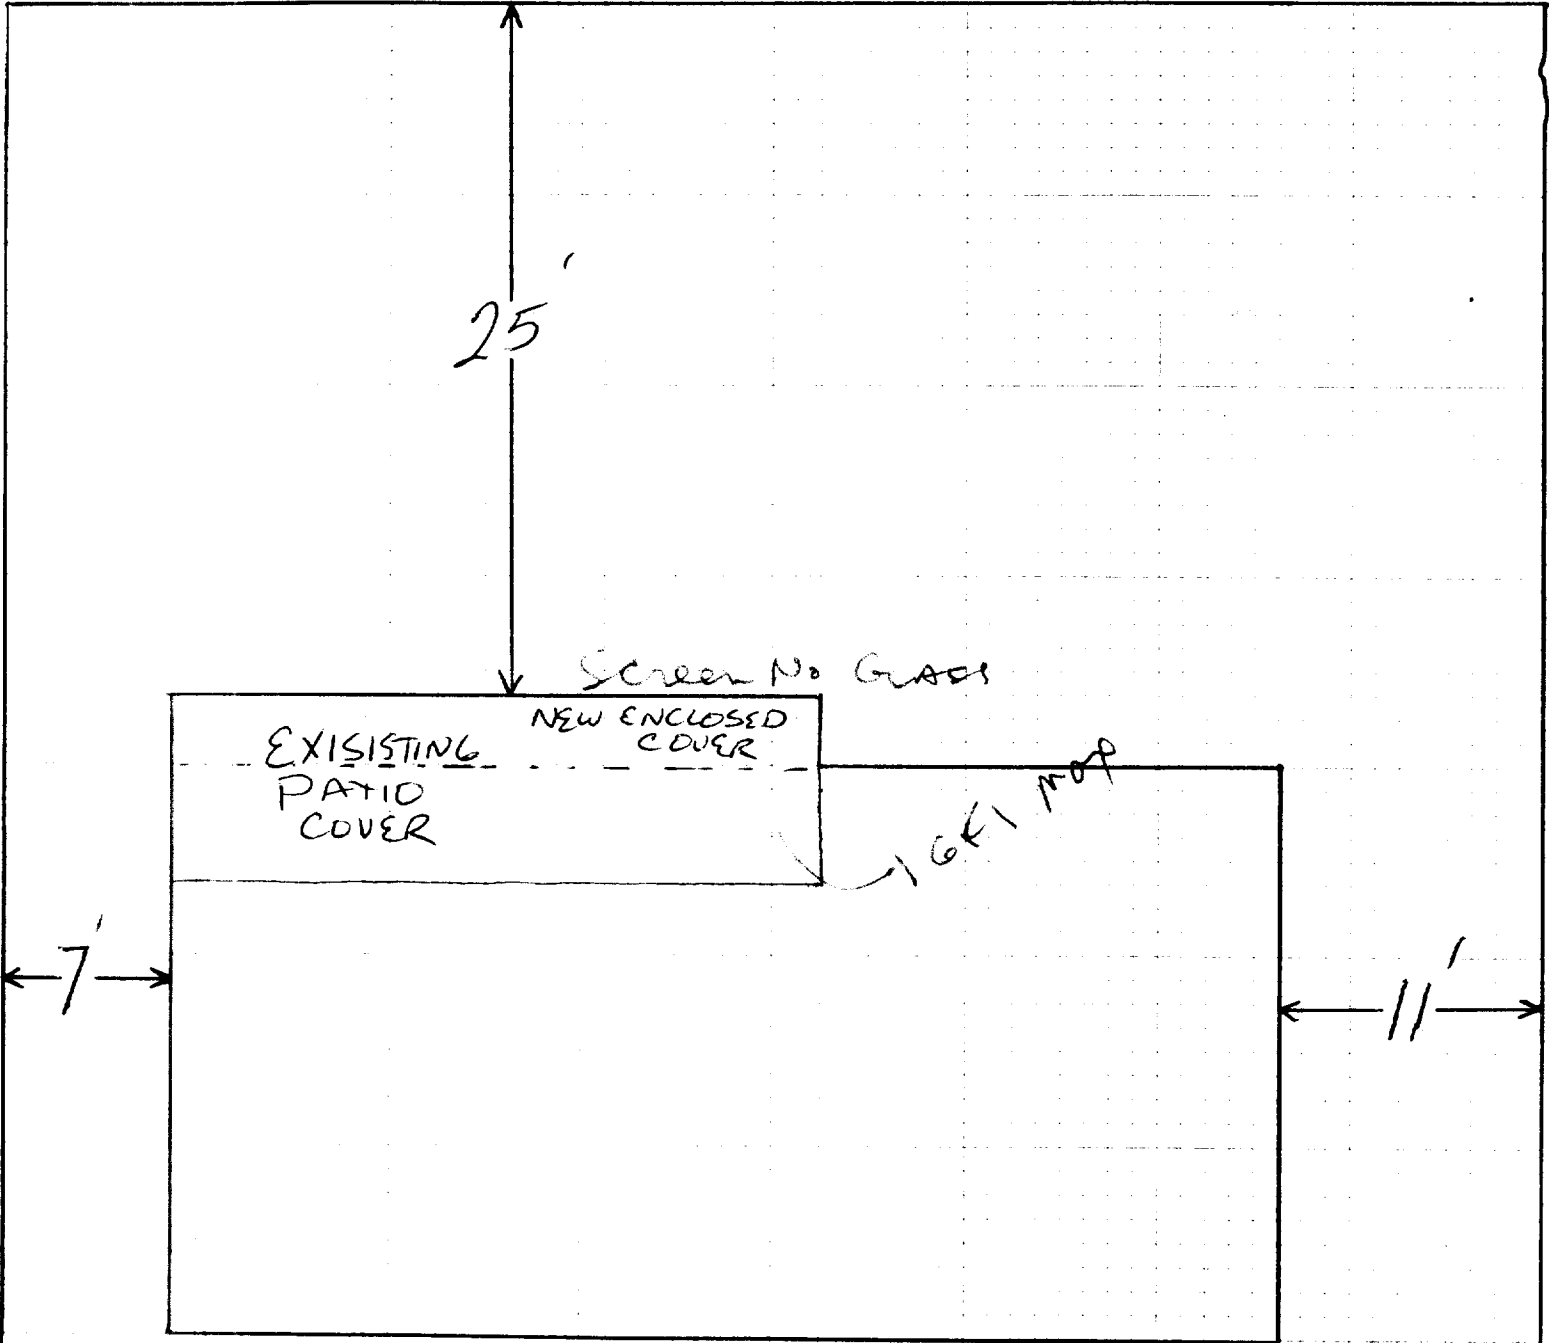 25'
Screen No Glass
NEW ENCLOSED
COVER
EXISISTING
PATIO
COVER
7'
11'